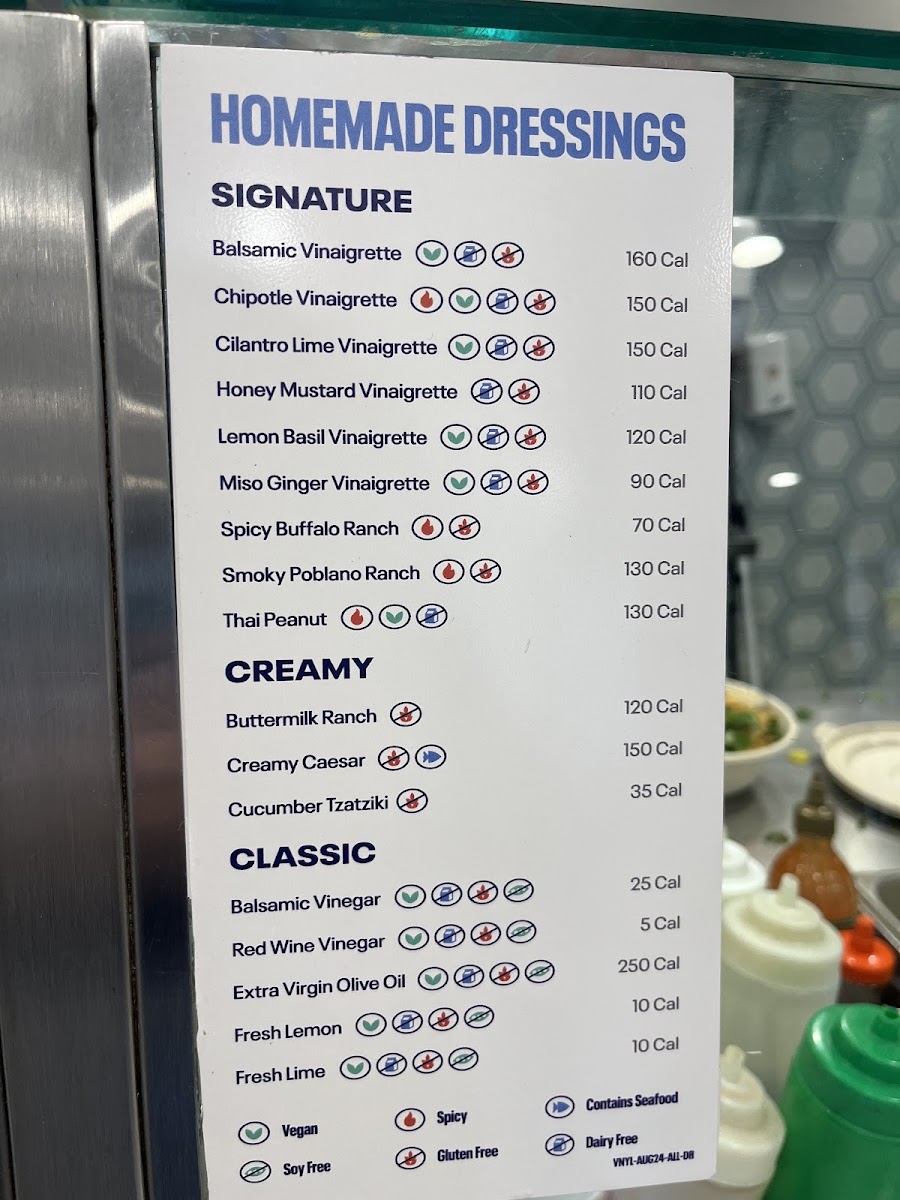 HOMEMADE DRESSINGS
SIGNATURE
Balsamic Vinaigrette 160 Cal
Chipotle Vinaigrette 150 Cal
Cilantro Lime Vinaigrette 150 Cal
Honey Mustard Vinaigrette 110 Cal
Lemon Basil Vinaigrette 120 Cal
Miso Ginger Vinaigrette 90 Cal
Spicy Buffalo Ranch 70 Cal
Smoky Poblano Ranch 130 Cal
Thai Peanut 130 Cal
CREAMY
Buttermilk Ranch 120 Cal
Creamy Caesar 150 Cal
Cucumber Tzatziki 35 Cal
CLASSIC
Balsamic Vinegar 25 Cal
Red Wine Vinegar 5 Cal
Extra Virgin Olive Oil 250 Cal
Fresh Lemon 10 Cal
Fresh Lime 10 Cal
Vegan Spicy Contains Seafood
Soy Free Gluten Free Dairy Free
VNYL-AUG24-ALL-DR